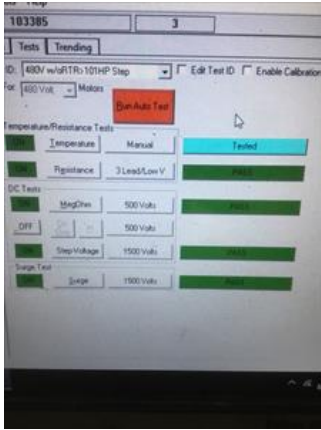 Help
103385 3
Tests Trending
ID: 480V w/oRTR>101HP Step Edit Test ID Enable Calibration
For 480 Volt Motors
Run Auto Test
Temperature/Resistance Tests
ON Temperature Manual Tested
ON Resistance 3 Lead/Low V PASS
DC Tests
ON MegOhm 500 Volts PASS
OFF 500 Volts
ON Step Voltage 1500 Volts PASS
Surge Test
ON Surge 1500 Volts PASS